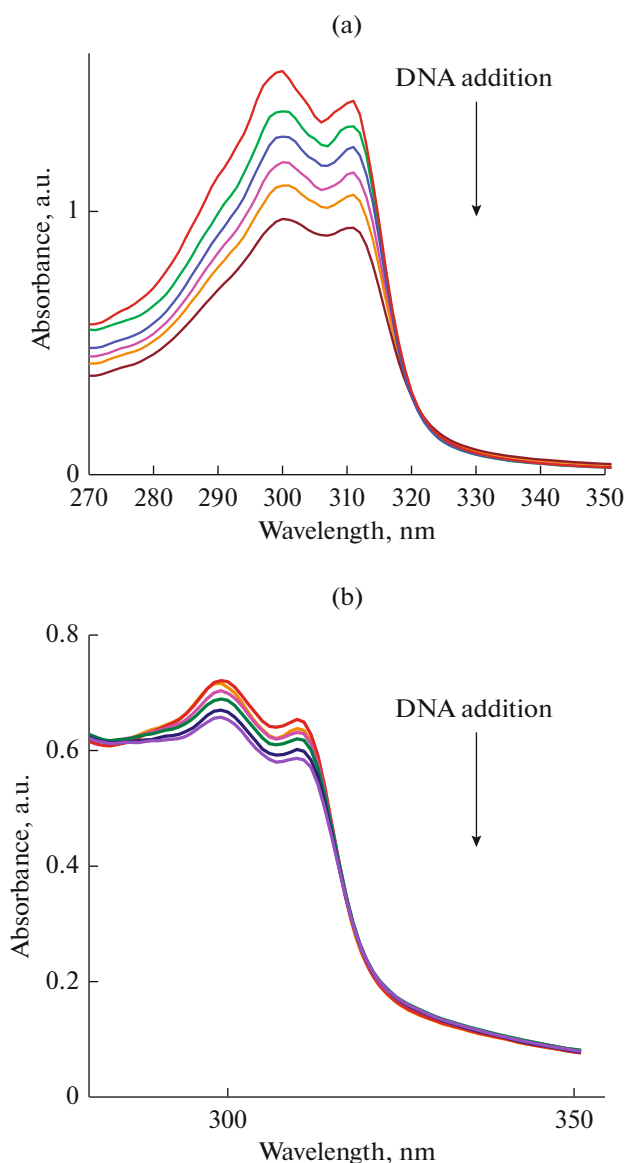 (a)
Absorbance, a.u.
DNA addition
1
0
270 280 290 300 310 320 330 340 350
Wavelength, nm
(b)
Absorbance, a.u.
0.8
DNA addition
0.6
0.4
0.2
0
300 350
Wavelength, nm